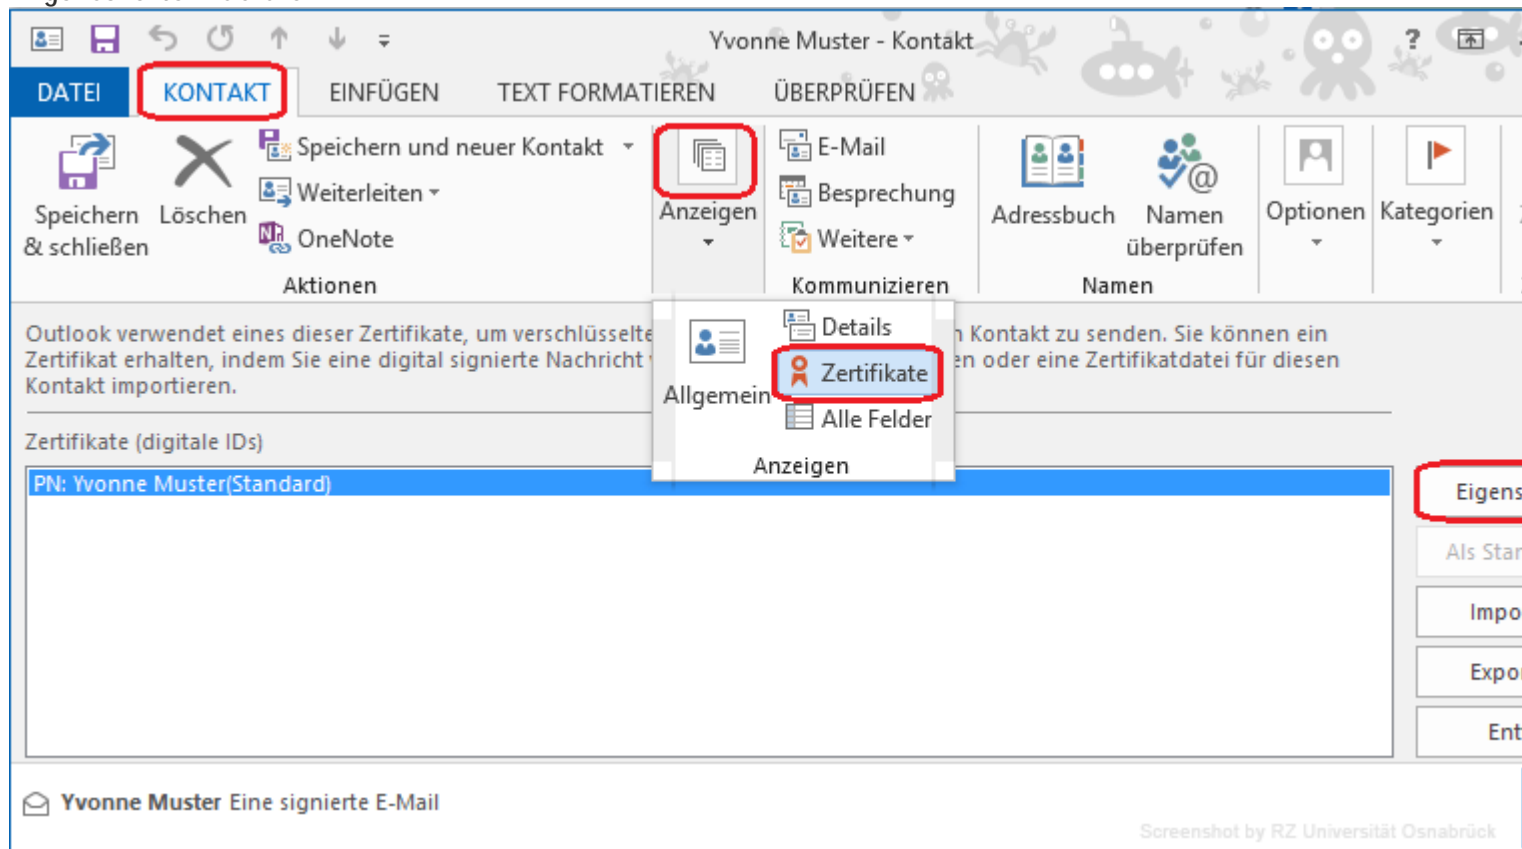 Yvonne Muster - Kontakt
?
DATEI
KONTAKT
EINFÜGEN
TEXT FORMATIEREN
ÜBERPRÜFEN
Speichern
& schließen
Löschen
Speichern und neuer Kontakt
Weiterleiten
OneNote
Aktionen
Anzeigen
E-Mail
Besprechung
Weitere
Kommunizieren
Adressbuch
Namen
überprüfen
Namen
Optionen
Kategorien
Outlook verwendet eines dieser Zertifikate, um verschlüsselte Kontakt zu senden. Sie können ein
Zertifikat erhalten, indem Sie eine digital signierte Nachricht oder eine Zertifikatdatei für diesen
Kontakt importieren.
Allgemein
Details
Zertifikate
Alle Felder
Anzeigen
Zertifikate (digitale IDs)
PN: Yvonne Muster(Standard)
Eigens
Als Star
Impo
Expo
Ent
Yvonne Muster Eine signierte E-Mail
Screenshot by RZ Universität Osnabrück